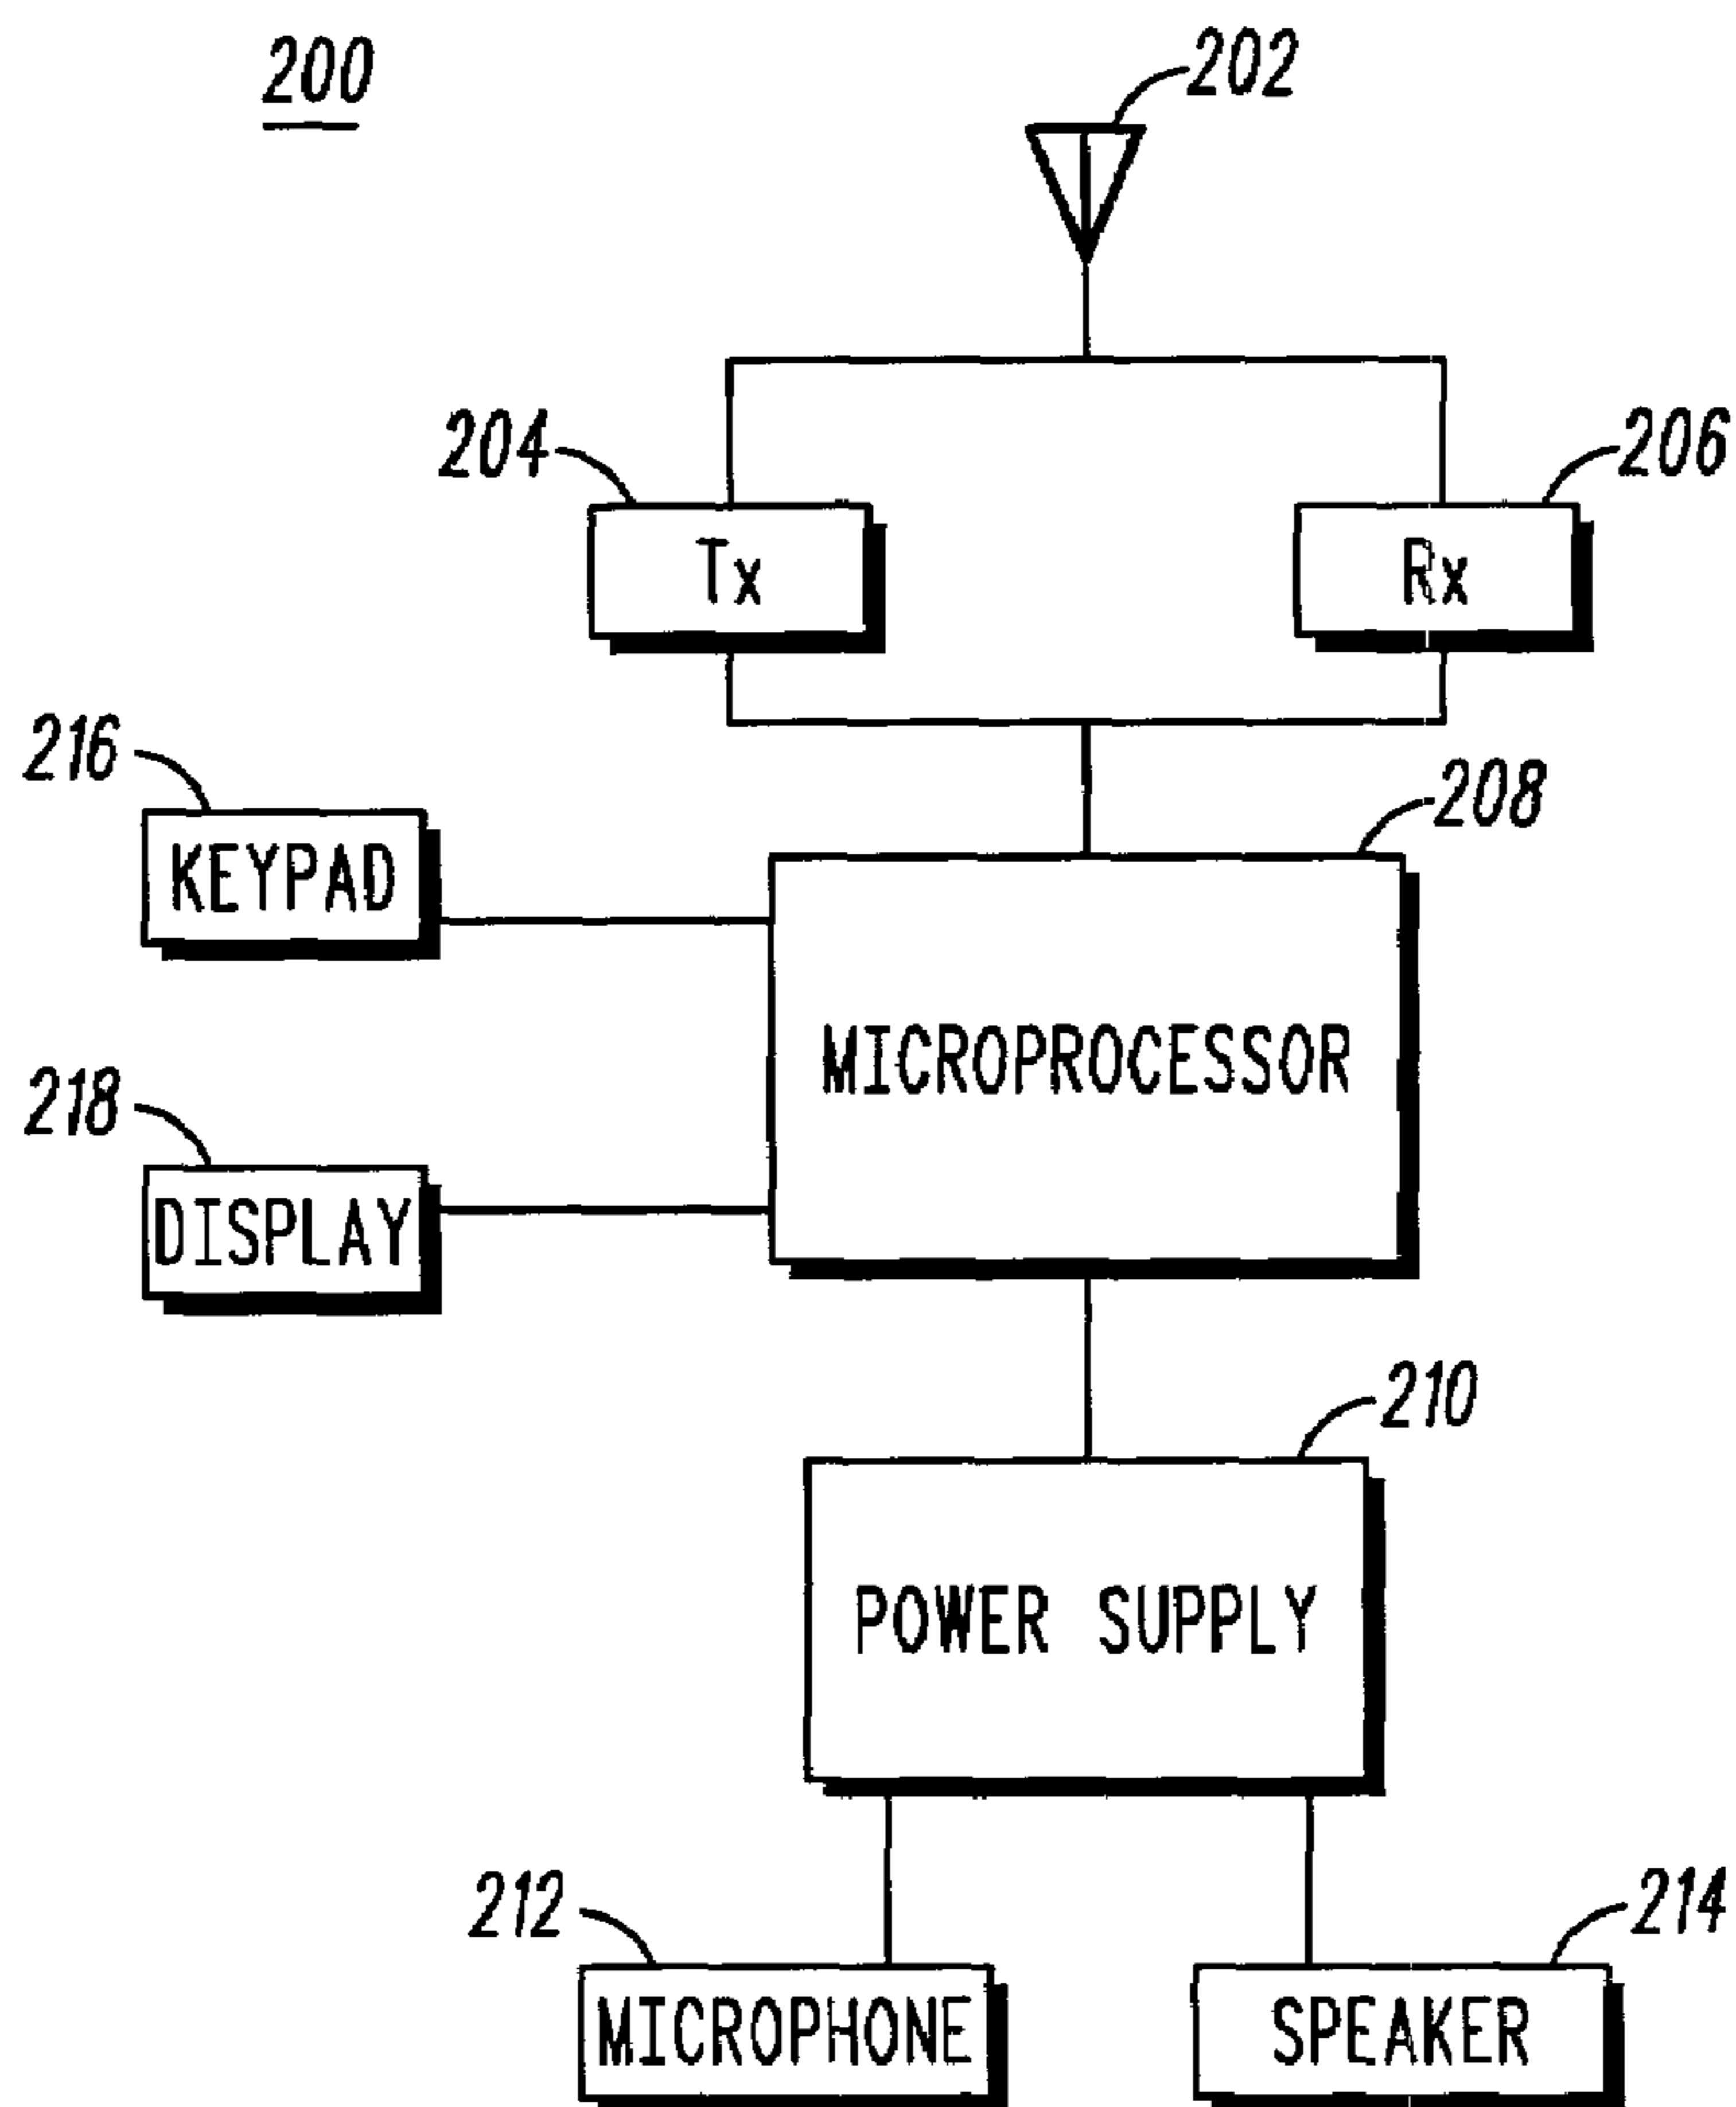 200
202
204
206
Tx
Rx
216
208
KEYPAD
MICROPROCESSOR
218
DISPLAY
210
POWER SUPPLY
212
214
MICROPHONE
SPEAKER